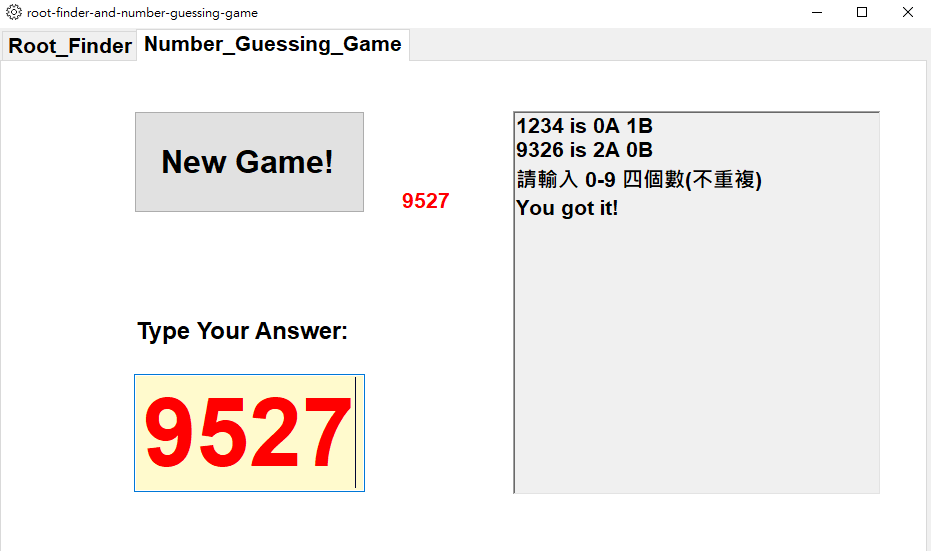 root-finder-and-number-guessing-game
Root_Finder
Number_Guessing_Game
New Game!
9527
Type Your Answer:
9527
1234 is 0A 1B
9326 is 2A 0B
請輸入 0-9 四個數(不重複)
You got it!